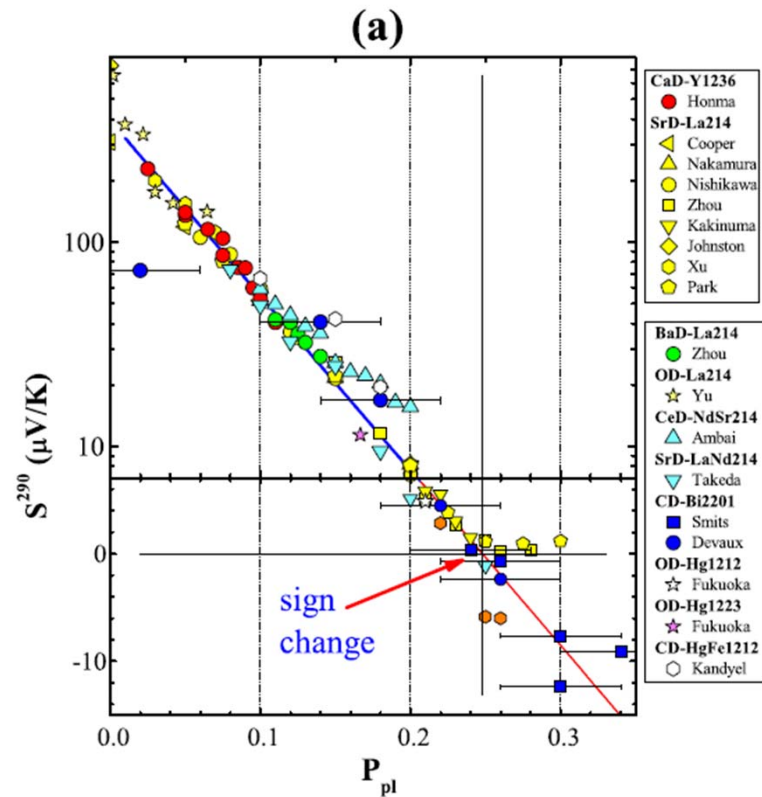 (a)
S²⁹⁰ (μV/K)
100
10
0
-10
sign
change
0.0 0.1 0.2 0.3
P_pl
CaD-Y1236
Honma
SrD-La214
Cooper
Nakamura
Nishikawa
Zhou
Kakinuma
Johnston
Xu
Park
BaD-La214
Zhou
OD-La214
Yu
CeD-NdSr214
Ambai
SrD-LaNd214
Takeda
CD-Bi2201
Smits
Devaux
OD-Hg1212
Fukuoka
OD-Hg1223
Fukuoka
CD-HgFe1212
Kandyel